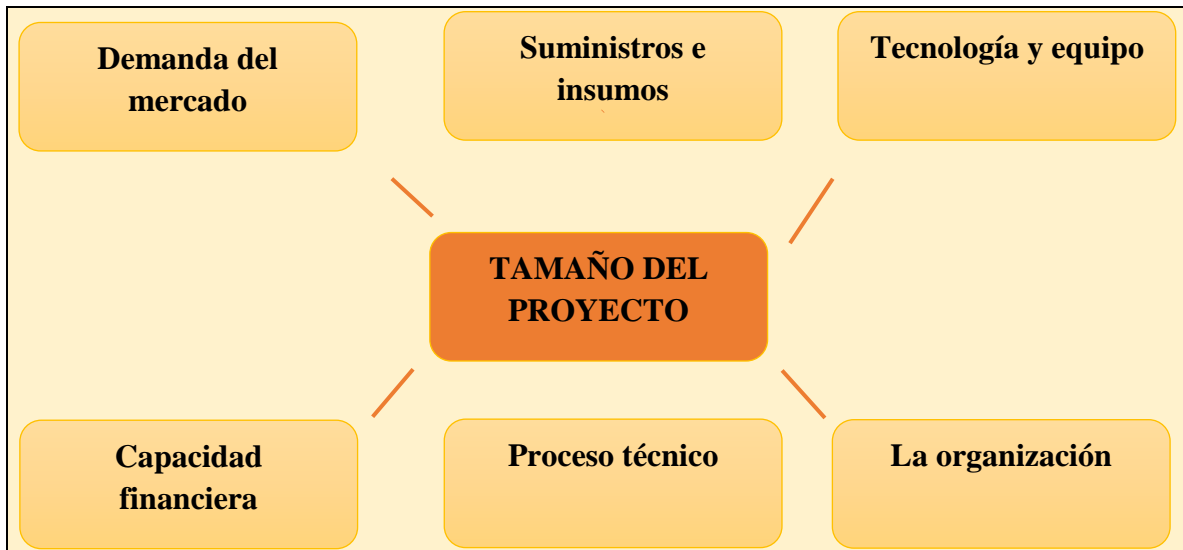 Demanda del
mercado
Suministros e
insumos
Tecnología y equipo
TAMAÑO DEL
PROYECTO
Capacidad
financiera
Proceso técnico
La organización